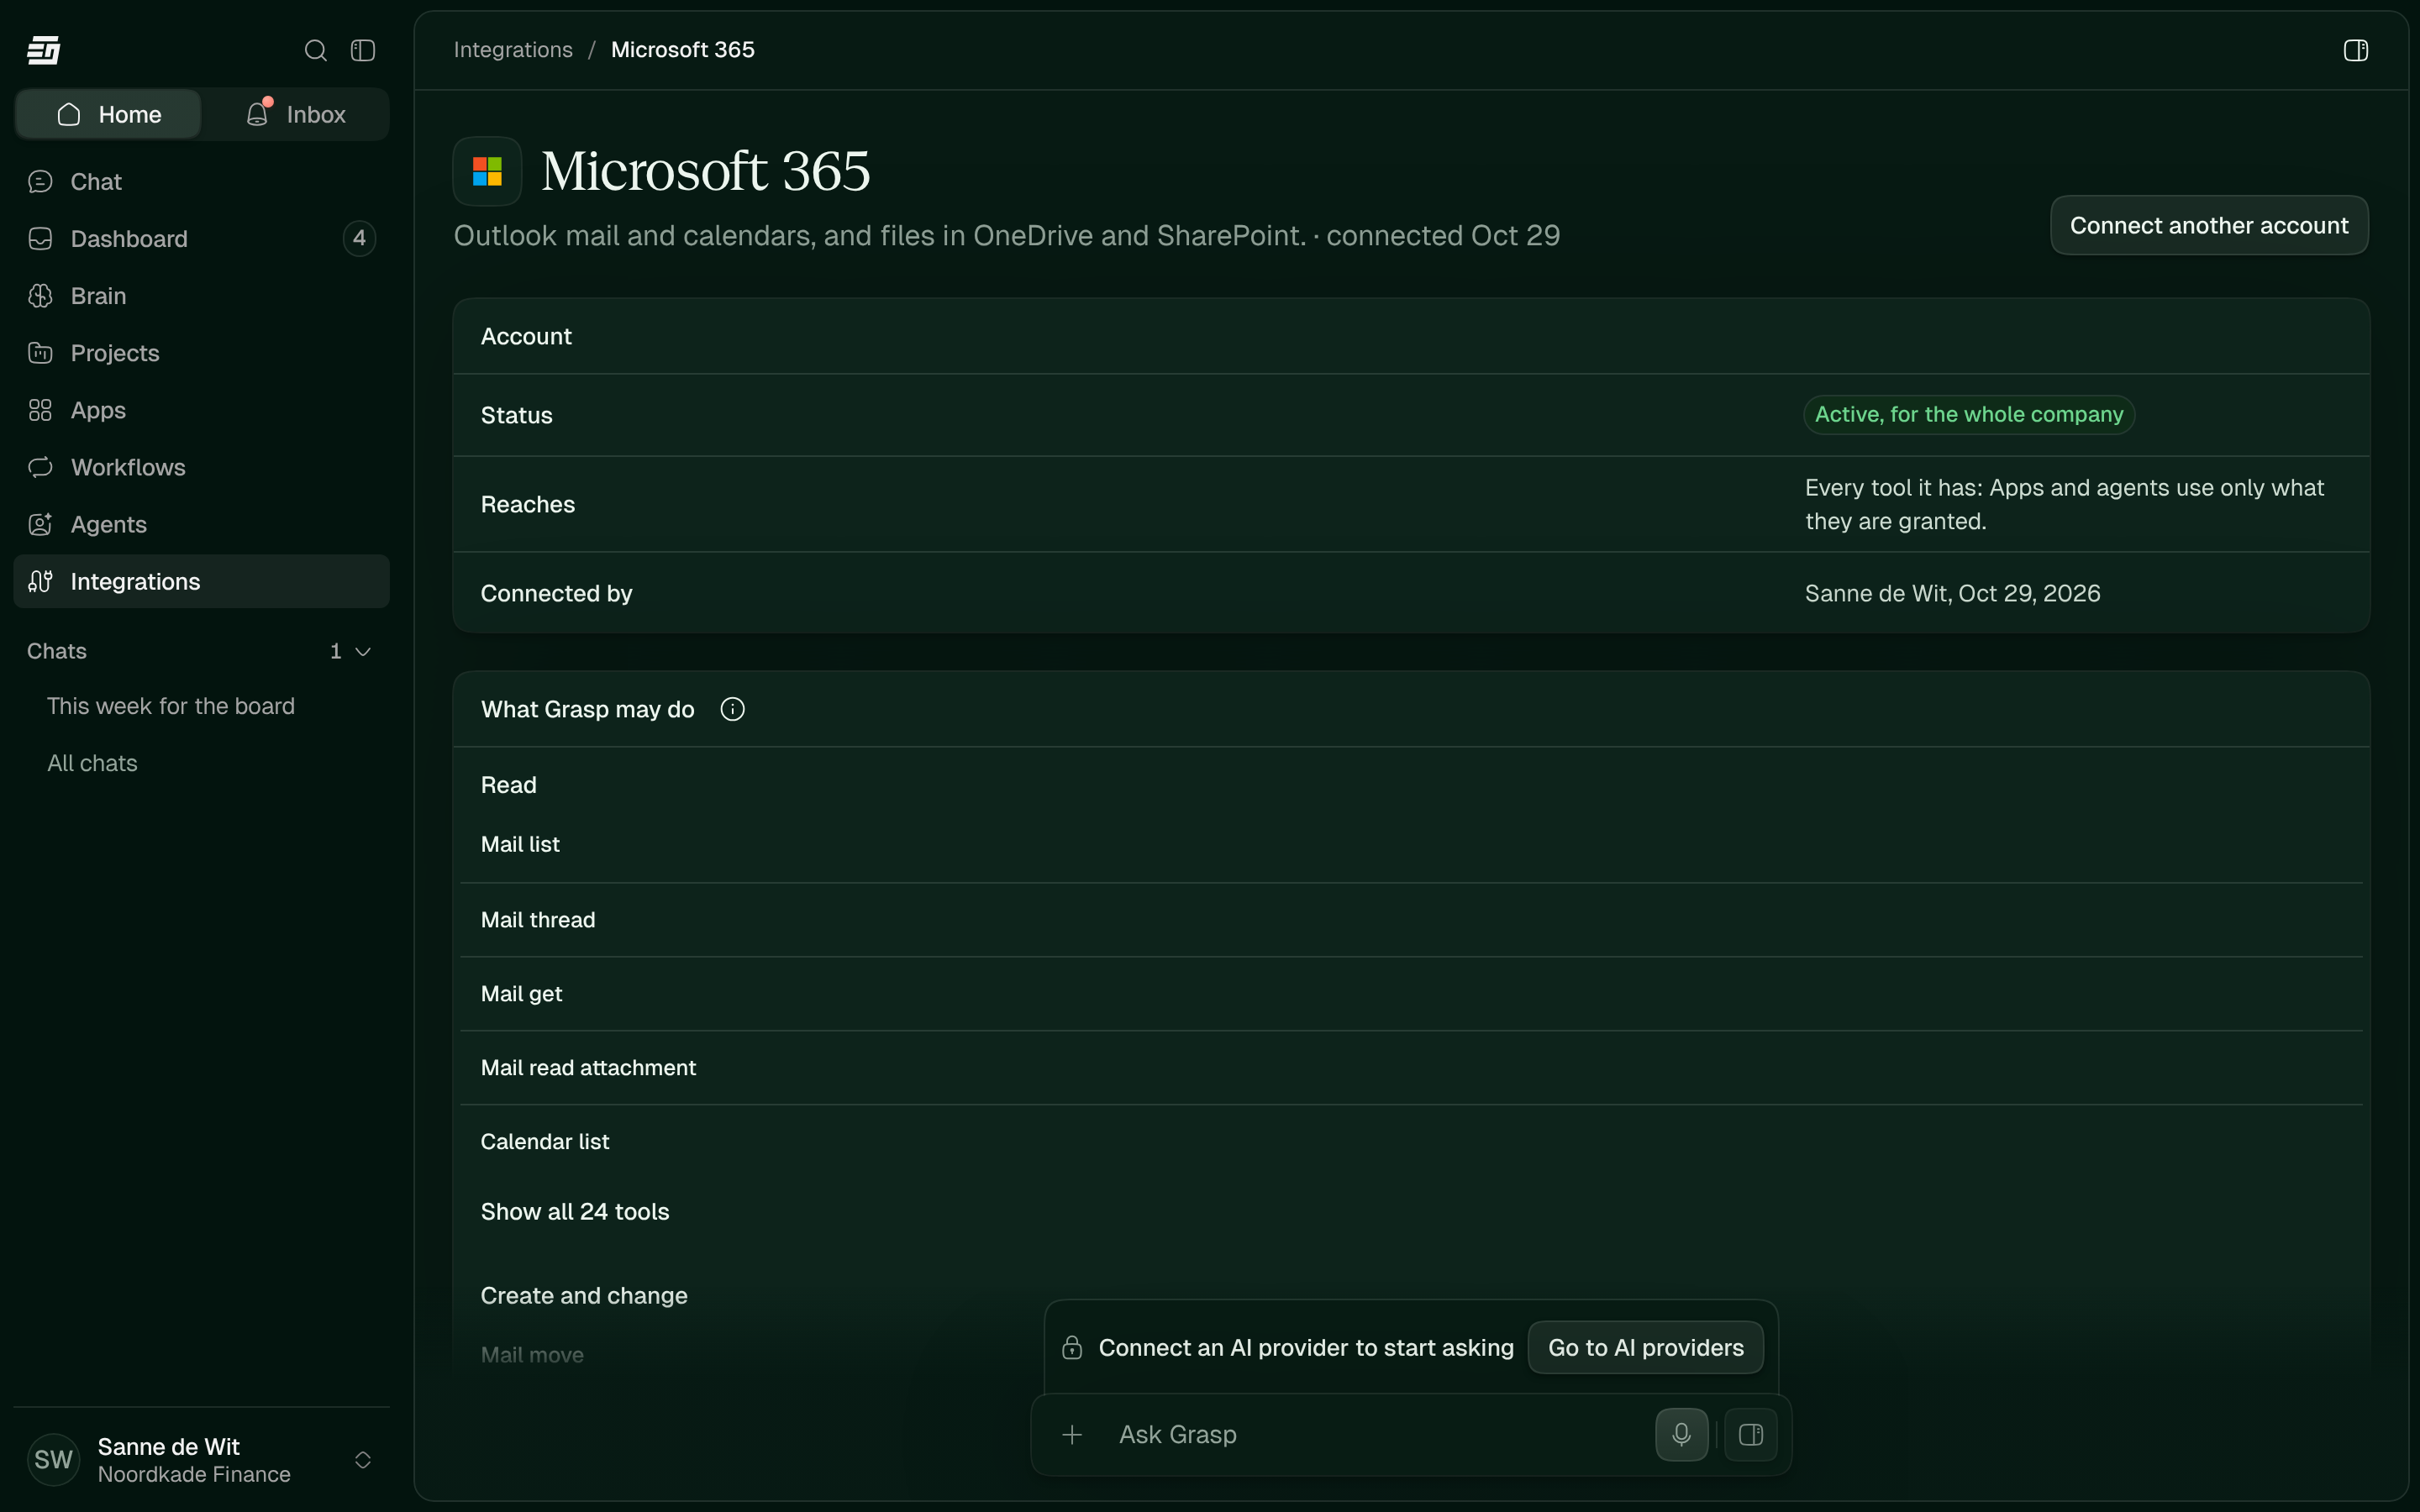 Home
Inbox
Chat
Dashboard
4
Brain
Projects
Apps
Workflows
Agents
Integrations
Chats
1
This week for the board
All chats
SW
Sanne de Wit
Noordkade Finance
Integrations / Microsoft 365
Microsoft 365
Outlook mail and calendars, and files in OneDrive and SharePoint. · connected Oct 29
Connect another account
Account
Status
Active, for the whole company
Reaches
Every tool it has: Apps and agents use only what
they are granted.
Connected by
Sanne de Wit, Oct 29, 2026
What Grasp may do
Read
Mail list
Mail thread
Mail get
Mail read attachment
Calendar list
Show all 24 tools
Create and change
Mail move
Connect an AI provider to start asking
Go to AI providers
Ask Grasp